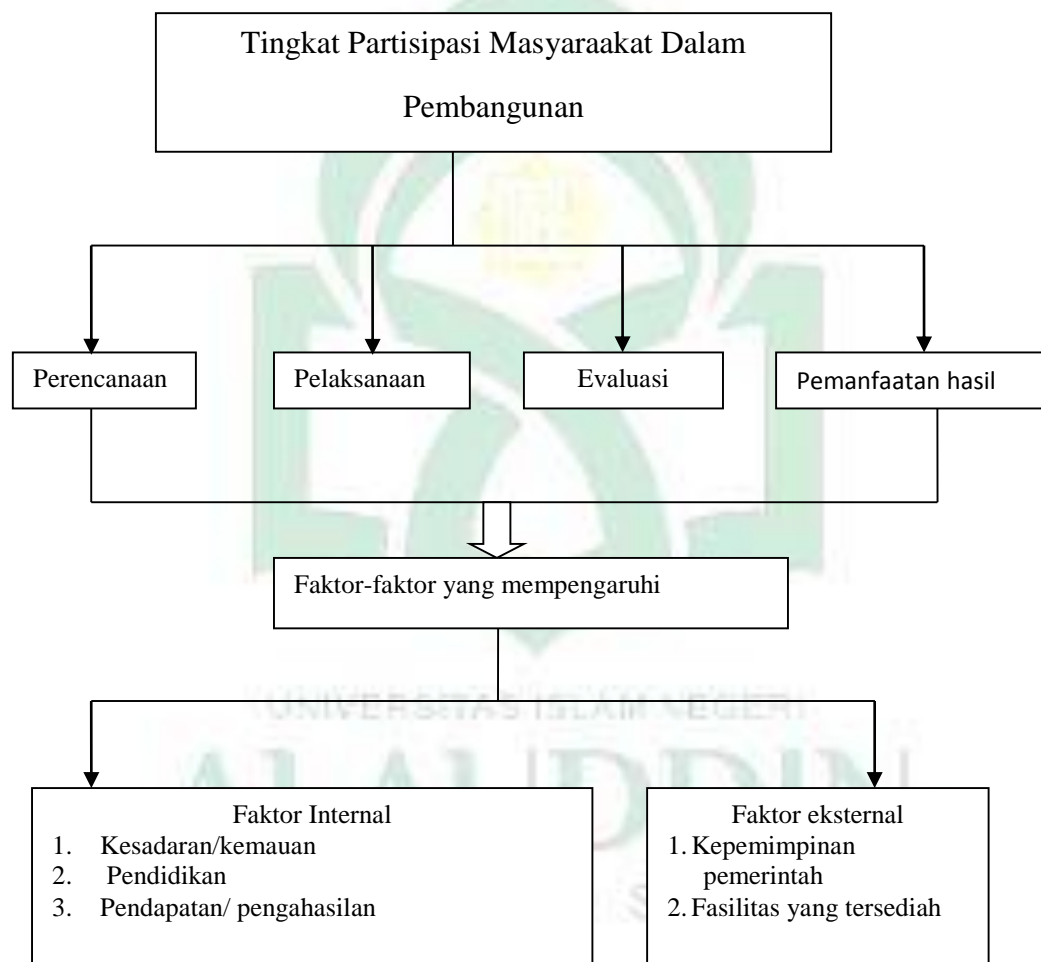 Tingkat Partisipasi Masyaraakat Dalam
Pembangunan
Perencanaan
Pelaksanaan
Evaluasi
Pemanfaatan hasil
Faktor-faktor yang mempengaruhi
UNIVERSITAS ISLAM NEGERI
ALAUDDIN
Faktor Internal
1. Kesadaran/kemauan
2. Pendidikan
3. Pendapatan/ pengahasilan
Faktor eksternal
1. Kepemimpinan
pemerintah
2. Fasilitas yang tersediah